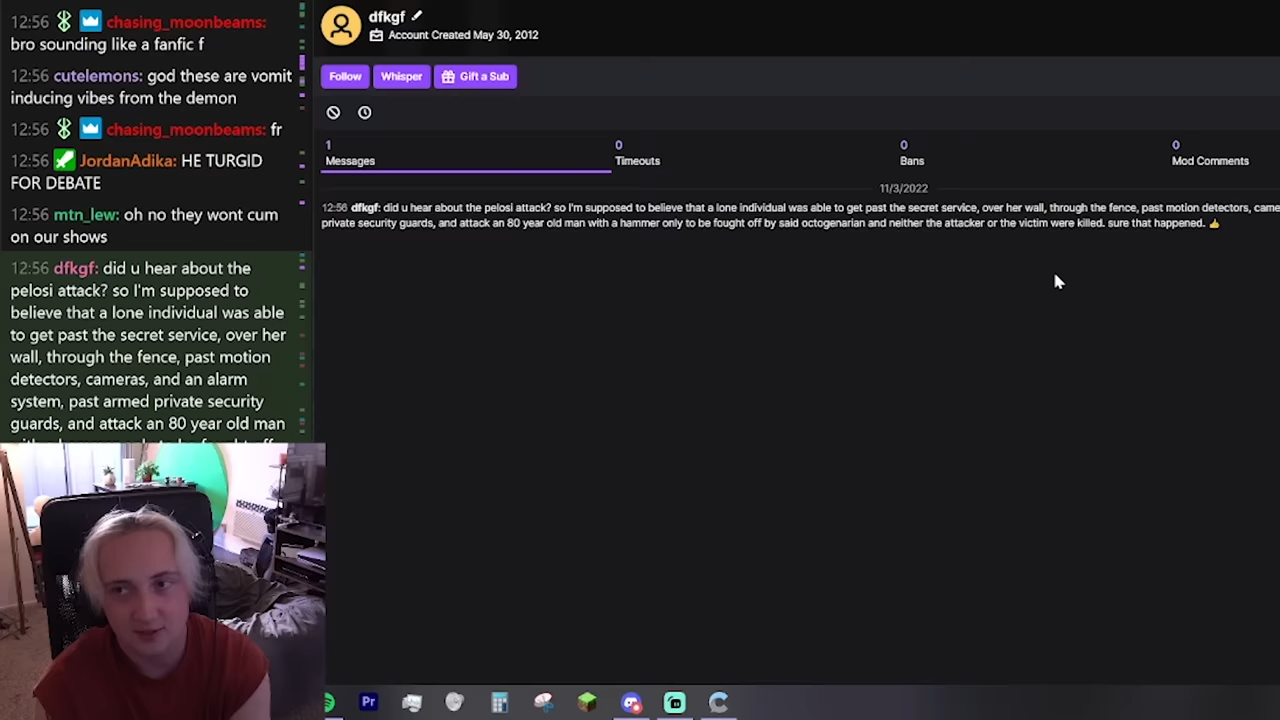 12:56 chasing_moonbeams:
bro sounding like a fanfic f
12:56 cutelemons: god these are vomit
inducing vibes from the demon
12:56 chasing_moonbeams: fr
12:56 JordanAdika: HE TURGID
FOR DEBATE
12:56 mtn_lew: oh no they wont cum
on our shows
12:56 dfkgf: did u hear about the
pelosi attack? so I'm supposed to
believe that a lone individual was able
to get past the secret service, over her
wall, through the fence, past motion
detectors, cameras, and an alarm
system, past armed private security
guards, and attack an 80 year old man
dfkgf
Account Created May 30, 2012
Follow
Whisper
Gift a Sub
1
Messages
0
Timeouts
0
Bans
0
Mod Comments
11/3/2022
12:56 dfkgf: did u hear about the pelosi attack? so I'm supposed to believe that a lone individual was able to get past the secret service, over her wall, through the fence, past motion detectors, came
private security guards, and attack an 80 year old man with a hammer only to be fought off by said octogenarian and neither the attacker or the victim were killed. sure that happened. 👍
Pr